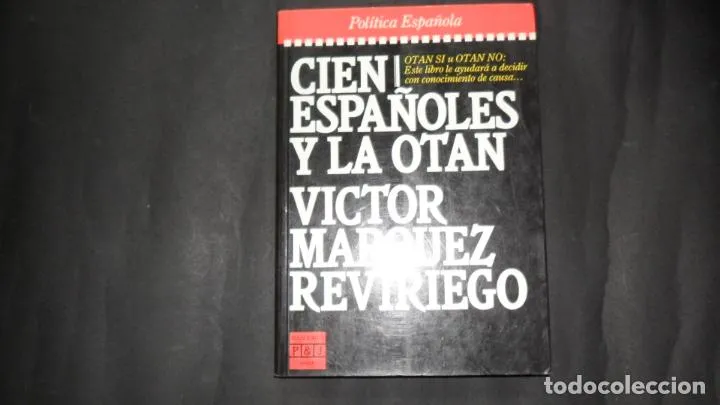 Política Española
OTAN SI u OTAN NO:
Este libro le ayudará a decidir
con conocimiento de causa...
CIEN
ESPAÑOLES
Y LA OTAN
VICTOR
MARQUEZ
REVIRIEGO
P&J
todocoleccion